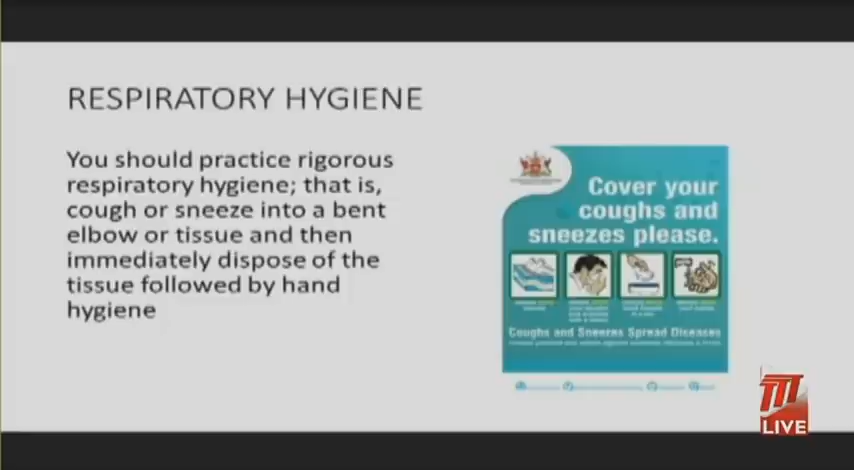 RESPIRATORY HYGIENE
You should practice rigorous
respiratory hygiene; that is,
cough or sneeze into a bent
elbow or tissue and then
immediately dispose of the
tissue followed by hand
hygiene
Cover your
coughs and
sneezes please.
Coughs and Sneezes Spread Diseases
LIVE